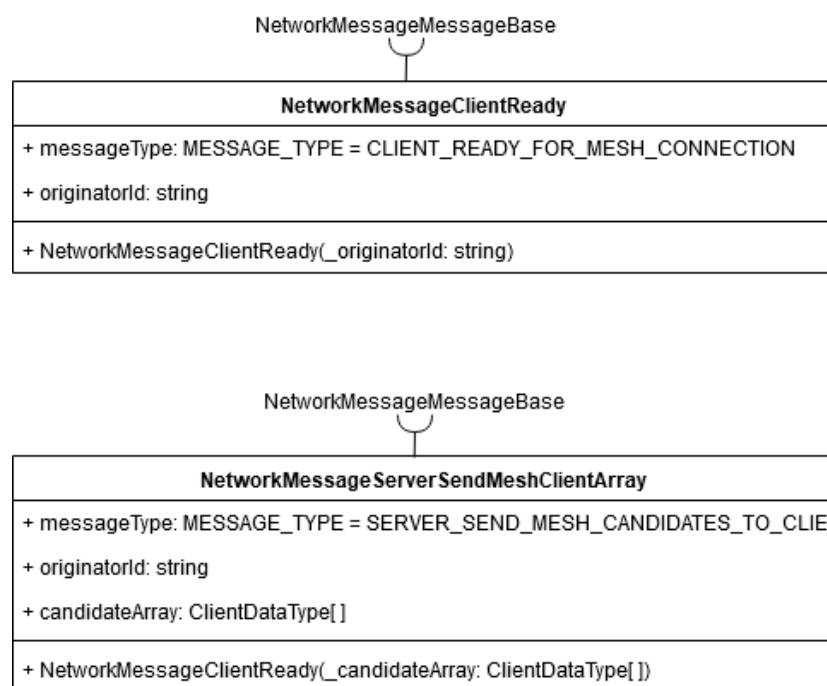 NetworkMessageMessageBase
NetworkMessageClientReady
+ messageType: MESSAGE_TYPE = CLIENT_READY_FOR_MESH_CONNECTION
+ originatorId: string
+ NetworkMessageClientReady(_originatorId: string)
NetworkMessageMessageBase
NetworkMessageServerSendMeshClientArray
+ messageType: MESSAGE_TYPE = SERVER_SEND_MESH_CANDIDATES_TO_CLIE
+ originatorId: string
+ candidateArray: ClientDataType[ ]
+ NetworkMessageClientReady(_candidateArray: ClientDataType[ ])